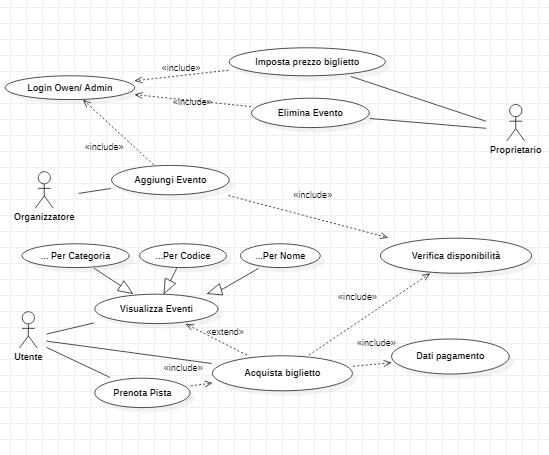 Imposta prezzo biglietto
«include»
Login Owen/ Admin
«include»
Elimina Evento
Proprietario
«include»
Aggiungi Evento
«include»
Organizzatore
... Per Categoria
...Per Codice
...Per Nome
Verifica disponibilità
«include»
Visualizza Eventi
«extend»
«include»
Utente
Dati pagamento
«include»
Acquista biglietto
Prenota Pista